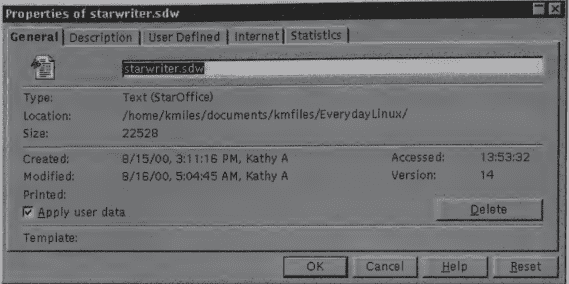 Properties of starwriter.sdw
General Description User Defined Internet Statistics
starwriter.sdw
Type: Text (StarOffice)
Location: /home/kmiles/documents/kmfiles/EverydayLinux/
Size: 22528
Created: 8/15/00, 3:11:16 PM, Kathy A Accessed: 13:53:32
Modified: 8/16/00, 5:04:45 AM, Kathy A Version: 14
Printed:
Apply user data Delete
Template:
OK Cancel Help Reset